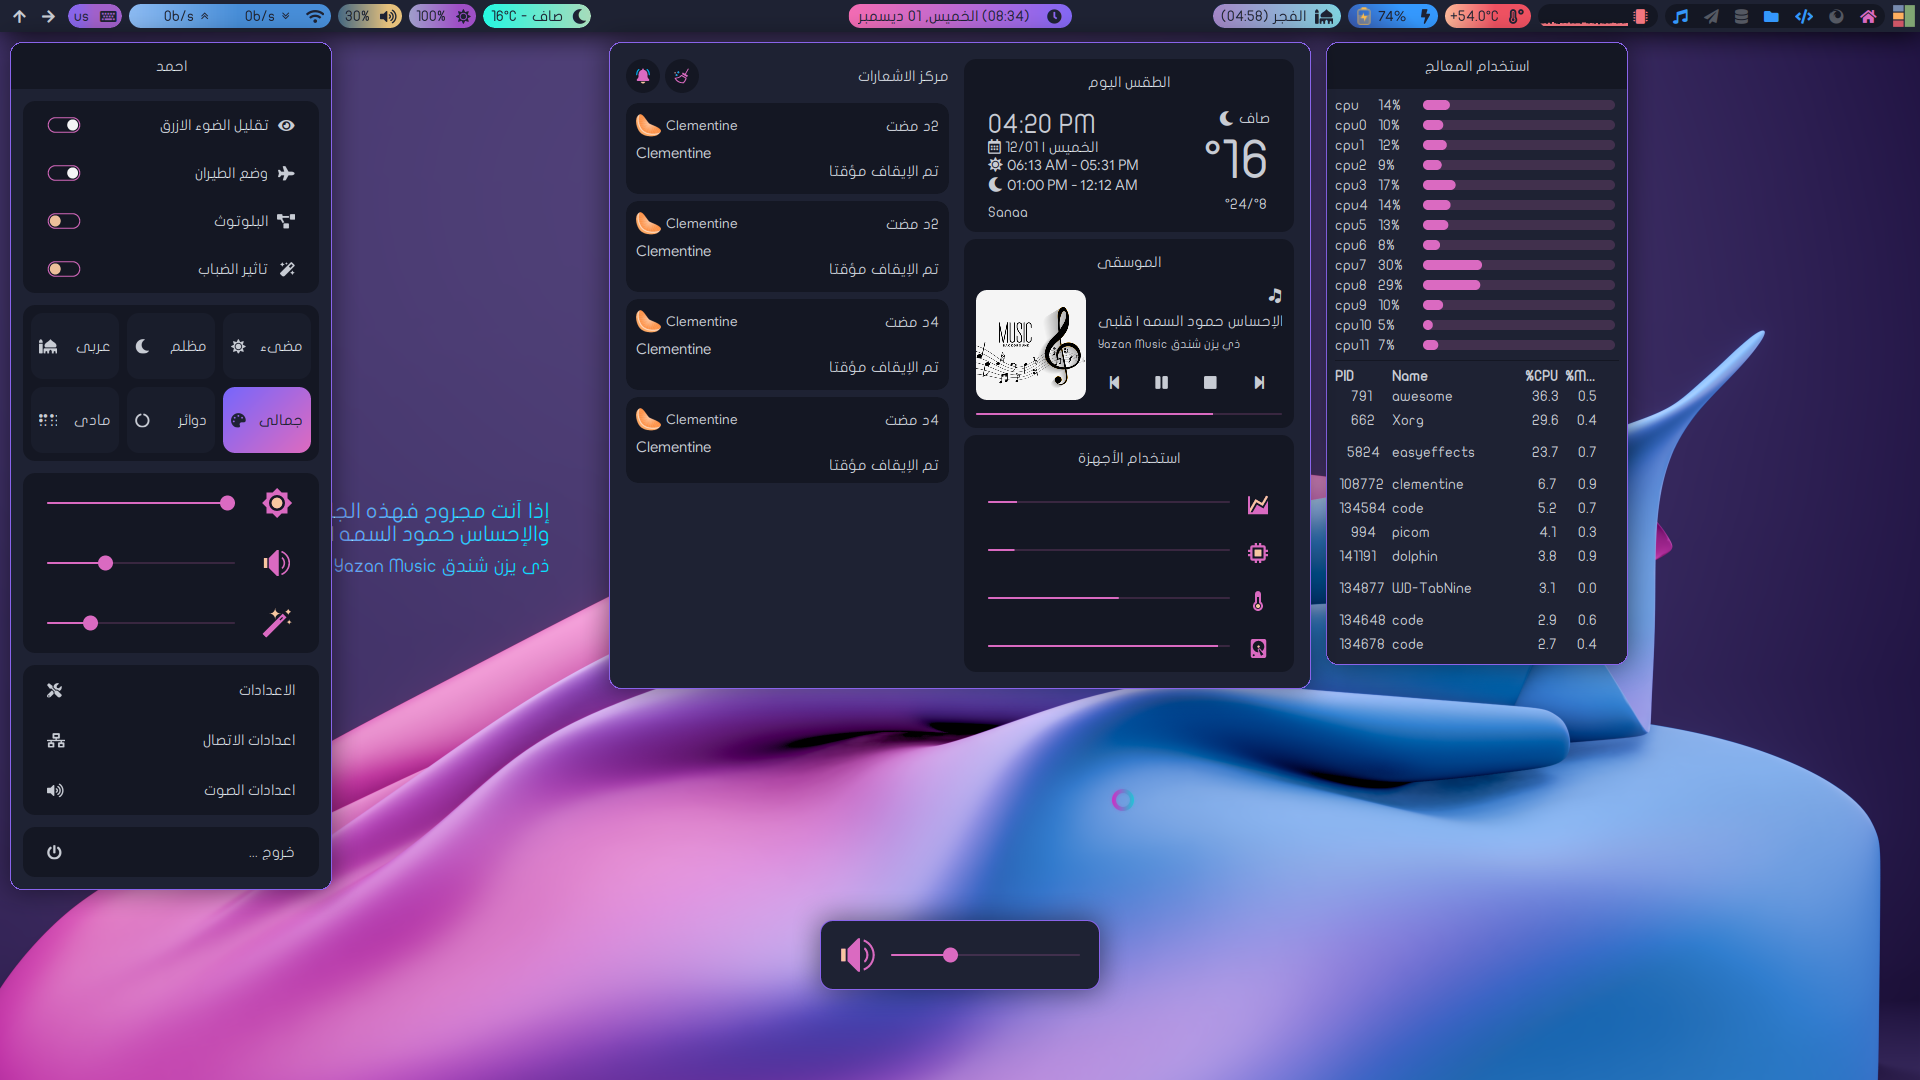 us
0b/s 0b/s
30%
100%
صاف - 16°C
(08:34) الخميس, 01 ديسمبر
الفجر (04:58)
74%
+54.0°C
احمد
تقليل الضوء الازرق
وضع الطيران
البلوتوث
تاثير الضباب
مضيء
مظلم
عربي
جمالي
دوائر
مادي
الاعدادات
اعدادات الاتصال
اعدادات الصوت
خروج ...
إذا آنت مجروح فهذه الجـ
والإحساس حمود السمه ا
ذي يزن شندق Yazan Music
مركز الاشعارات
Clementine
2د مضت
Clementine
تم الإيقاف مؤقتا
Clementine
2د مضت
Clementine
تم الإيقاف مؤقتا
Clementine
4د مضت
Clementine
تم الإيقاف مؤقتا
Clementine
4د مضت
Clementine
تم الإيقاف مؤقتا
الطقس اليوم
04:20 PM
الخميس | 12/01
06:13 AM - 05:31 PM
01:00 PM - 12:12 AM
Sanaa
صاف
°16
°24/°8
الموسقى
MUSIC
الإحساس حمود السمه | قلبي
ذي يزن شندق Yazan Music
استخدام الأجهزة
استخدام المعالج
cpu 14%
cpu0 10%
cpu1 12%
cpu2 9%
cpu3 17%
cpu4 14%
cpu5 13%
cpu6 8%
cpu7 30%
cpu8 29%
cpu9 10%
cpu10 5%
cpu11 7%
PID Name %CPU %M...
791 awesome 36.3 0.5
662 Xorg 29.6 0.4
5824 easyeffects 23.7 0.7
108772 clementine 6.7 0.9
134584 code 5.2 0.7
994 picom 4.1 0.3
141191 dolphin 3.8 0.9
134877 WD-TabNine 3.1 0.0
134648 code 2.9 0.6
134678 code 2.7 0.4